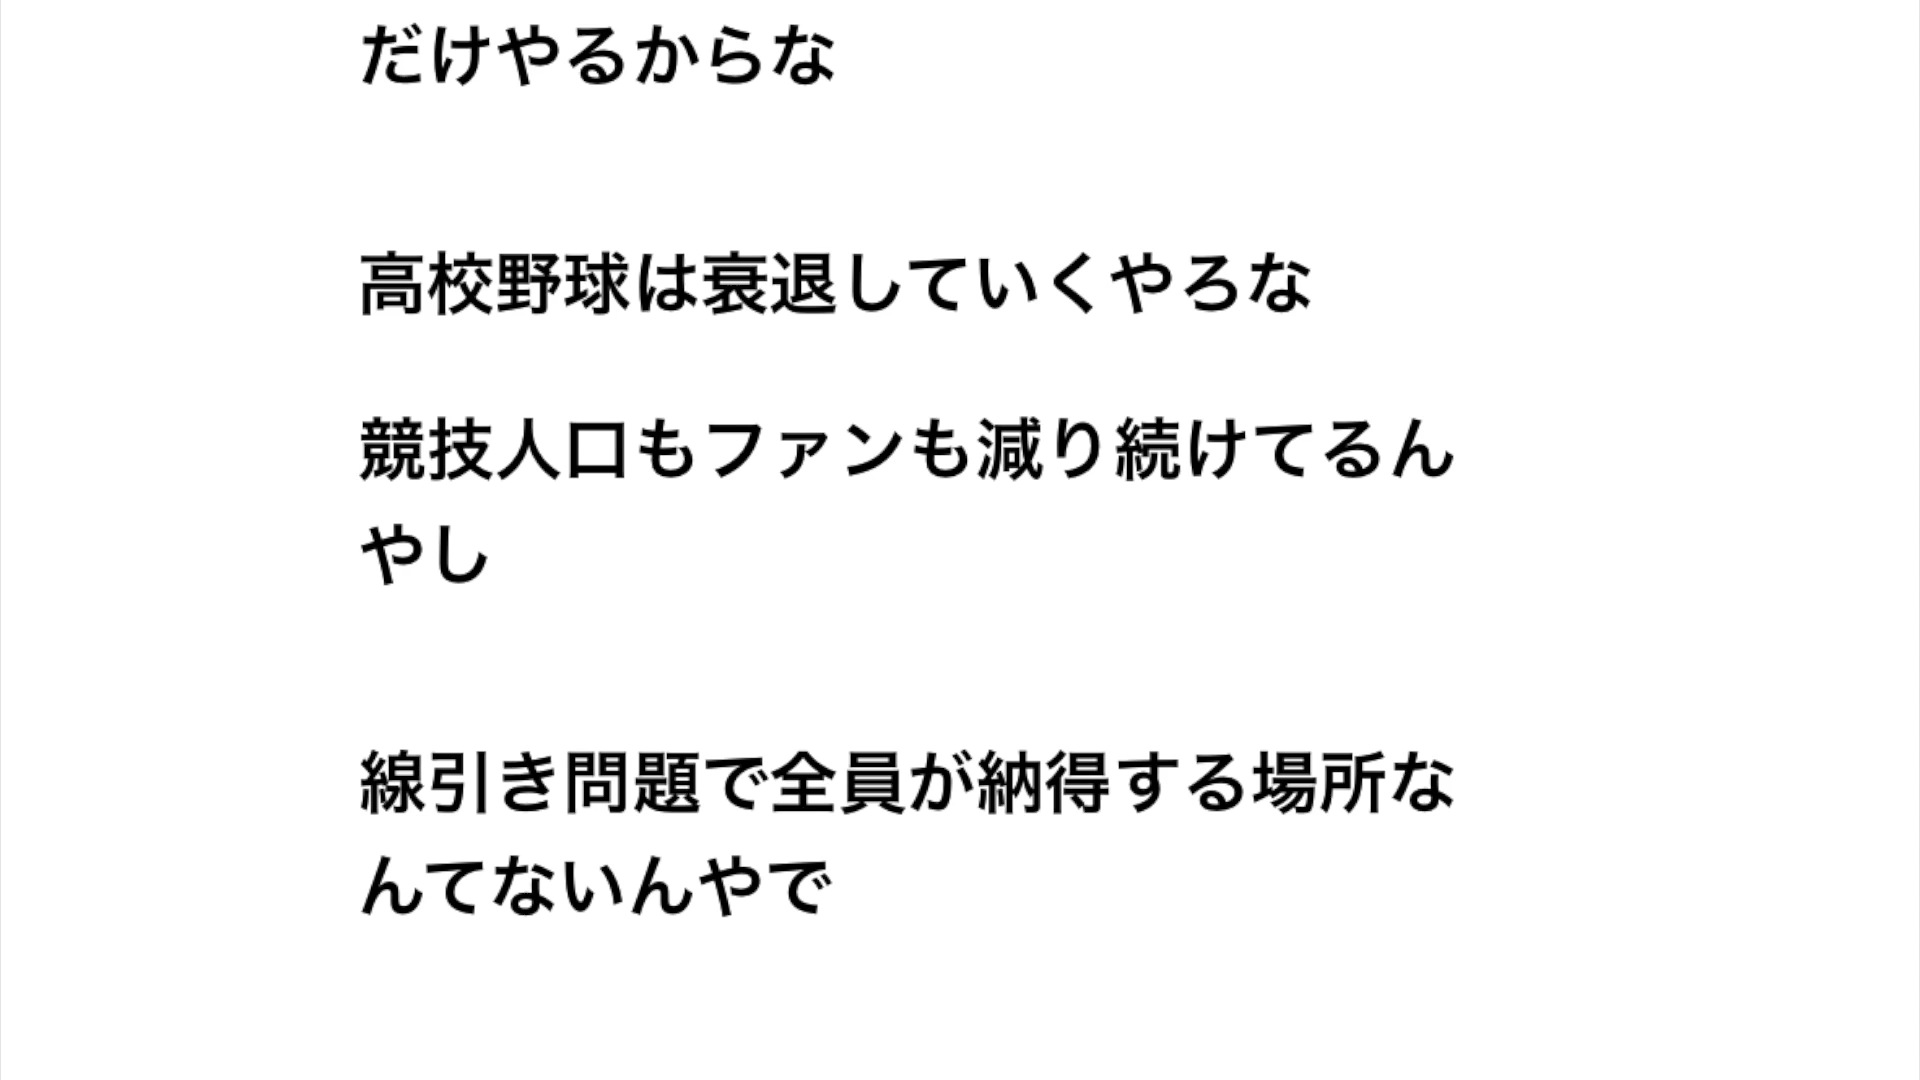 だけやるからな
高校野球は衰退していくやろな
競技人口もファンも減り続けてるん
やし
線引き問題で全員が納得する場所な
んてないんやで